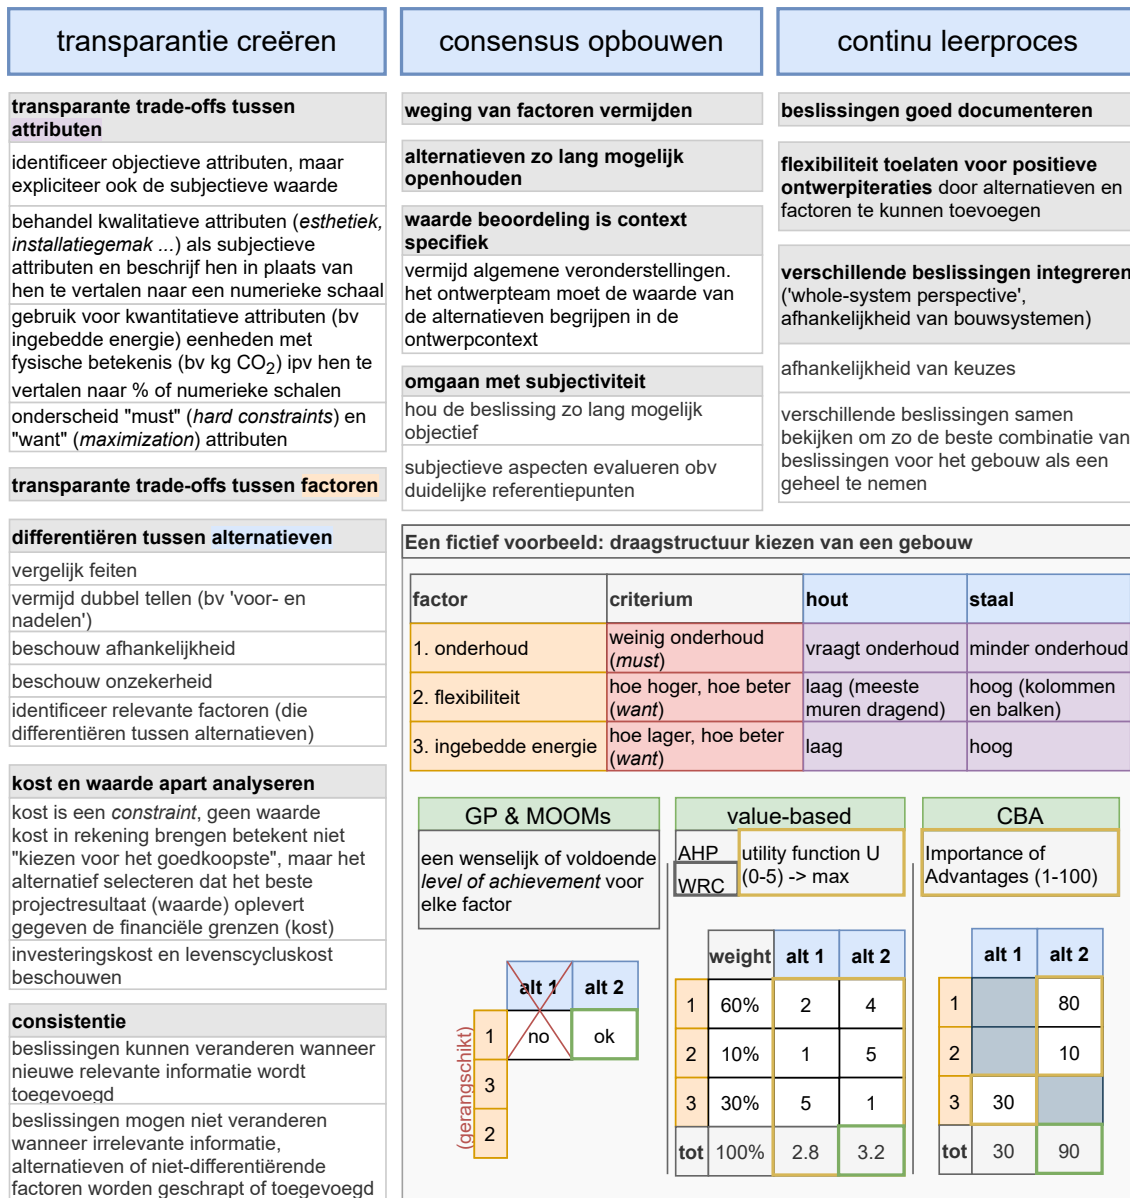 transparantie creëren
transparante trade-offs tussen
attributen
identificeer objectieve attributen, maar
expliciteer ook de subjectieve waarde
behandel kwalitatieve attributen (esthetiek,
installatiegemak ...) als subjectieve
attributen en beschrijf hen in plaats van
hen te vertalen naar een numerieke schaal
gebruik voor kwantitatieve attributen (bv
ingebedde energie) eenheden met
fysische betekenis (bv kg CO2) ipv hen te
vertalen naar % of numerieke schalen
onderscheid "must" (hard constraints) en
"want" (maximization) attributen
transparante trade-offs tussen factoren
differentiëren tussen alternatieven
vergelijk feiten
vermijd dubbel tellen (bv 'voor- en
nadelen')
beschouw afhankelijkheid
beschouw onzekerheid
identificeer relevante factoren (die
differentiëren tussen alternatieven)
kost en waarde apart analyseren
kost is een constraint, geen waarde
kost in rekening brengen betekent niet
"kiezen voor het goedkoopste", maar het
alternatief selecteren dat het beste
projectresultaat (waarde) oplevert
gegeven de financiële grenzen (kost)
investeringskost en levenscycluskost
beschouwen
consistentie
beslissingen kunnen veranderen wanneer
nieuwe relevante informatie wordt
toegevoegd
beslissingen mogen niet veranderen
wanneer irrelevante informatie,
alternatieven of niet-differentiërende
factoren worden geschrapt of toegevoegd
consensus opbouwen
weging van factoren vermijden
alternatieven zo lang mogelijk
openhouden
waarde beoordeling is context
specifiek
vermijd algemene veronderstellingen.
het ontwerpteam moet de waarde van
de alternatieven begrijpen in de
ontwerpcontext
omgaan met subjectiviteit
hou de beslissing zo lang mogelijk
objectief
subjectieve aspecten evalueren obv
duidelijke referentiepunten
continu leerproces
beslissingen goed documenteren
flexibiliteit toelaten voor positieve
ontwerpiteraties door alternatieven en
factoren te kunnen toevoegen
verschillende beslissingen integreren
('whole-system perspective',
afhankelijkheid van bouwsystemen)
afhankelijkheid van keuzes
verschillende beslissingen samen
bekijken om zo de beste combinatie van
beslissingen voor het gebouw als een
geheel te nemen
Een fictief voorbeeld: draagstructuur kiezen van een gebouw
factor criterium hout staal
1. onderhoud weinig onderhoud (must) vraagt onderhoud minder onderhoud
2. flexibiliteit hoe hoger, hoe beter (want) laag (meeste muren dragend) hoog (kolommen en balken)
3. ingebedde energie hoe lager, hoe beter (want) laag hoog
GP & MOOMs
een wenselijk of voldoende
level of achievement voor
elke factor
alt 1 alt 2
1 no ok
3
2
(gerangschikt)
value-based
AHP
WRC
utility function U
(0-5) -> max
weight alt 1 alt 2
1 60% 2 4
2 10% 1 5
3 30% 5 1
tot 100% 2.8 3.2
CBA
Importance of
Advantages (1-100)
alt 1 alt 2
1 80
2 10
3 30
tot 30 90